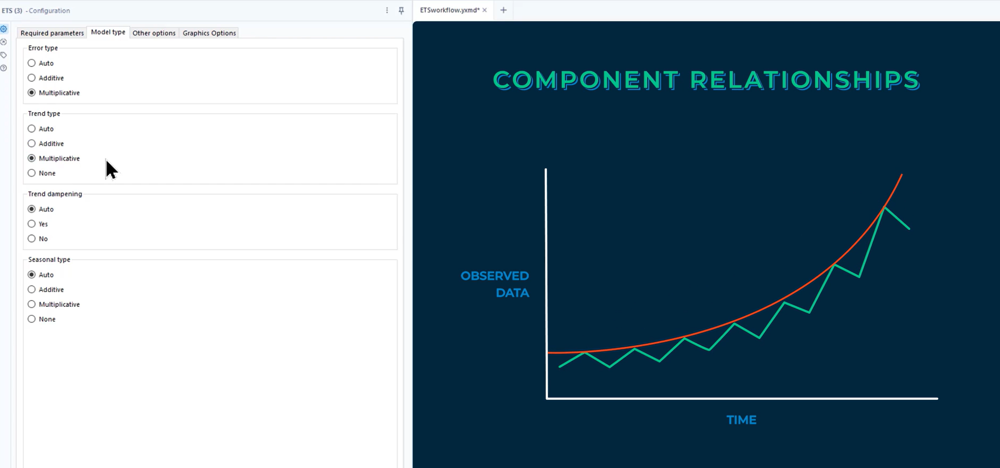 ETS (3) - Configuration
ETSworkflow.yxmd*
Required parameters
Model type
Other options
Graphics Options
Error type
Auto
Additive
Multiplicative
Trend type
Auto
Additive
Multiplicative
None
Trend dampening
Auto
Yes
No
Seasonal type
Auto
Additive
Multiplicative
None
COMPONENT RELATIONSHIPS
OBSERVED
DATA
TIME